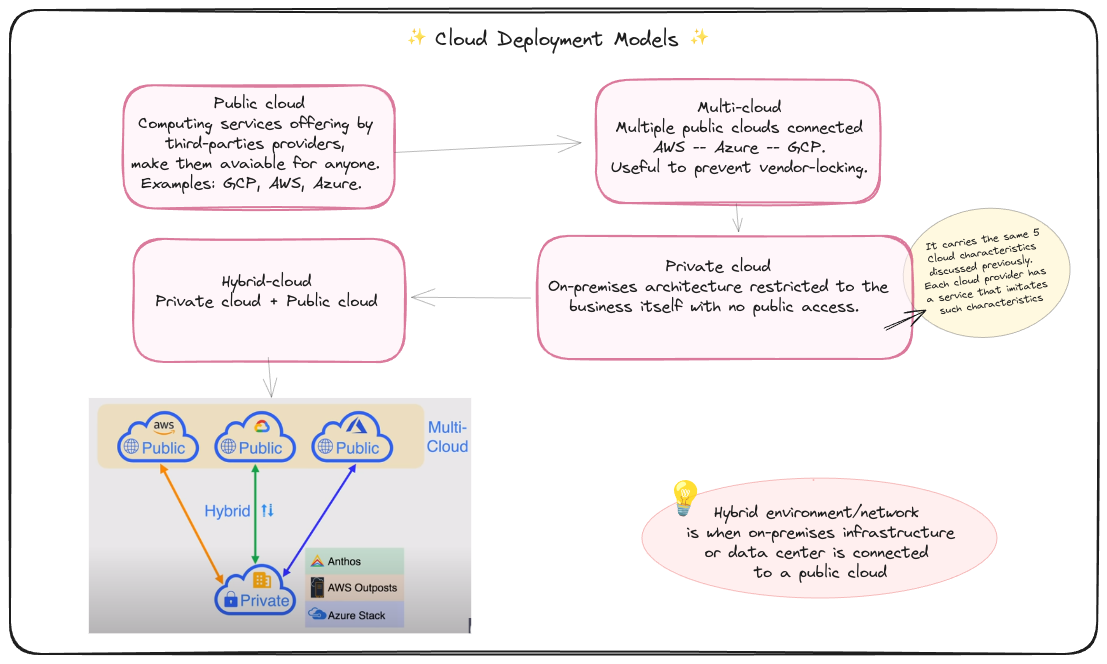 ✨ Cloud Deployment Models ✨
Public cloud
Computing services offering by
third-parties providers,
make them avaiable for anyone.
Examples: GCP, AWS, Azure.
Multi-cloud
Multiple public clouds connected
AWS -- Azure -- GCP.
Useful to prevent vendor-locking.
Private cloud
On-premises architecture restricted to the
business itself with no public access.
It carries the same 5
Cloud characteristics
discussed previously.
Each cloud provider has
a service that imitates
such characteristics
Hybrid-cloud
Private cloud + Public cloud
aws
Public
Public
Public
Multi-
Cloud
Hybrid
Private
Anthos
AWS Outposts
Azure Stack
Hybrid environment/network
is when on-premises infrastructure
or data center is connected
to a public cloud